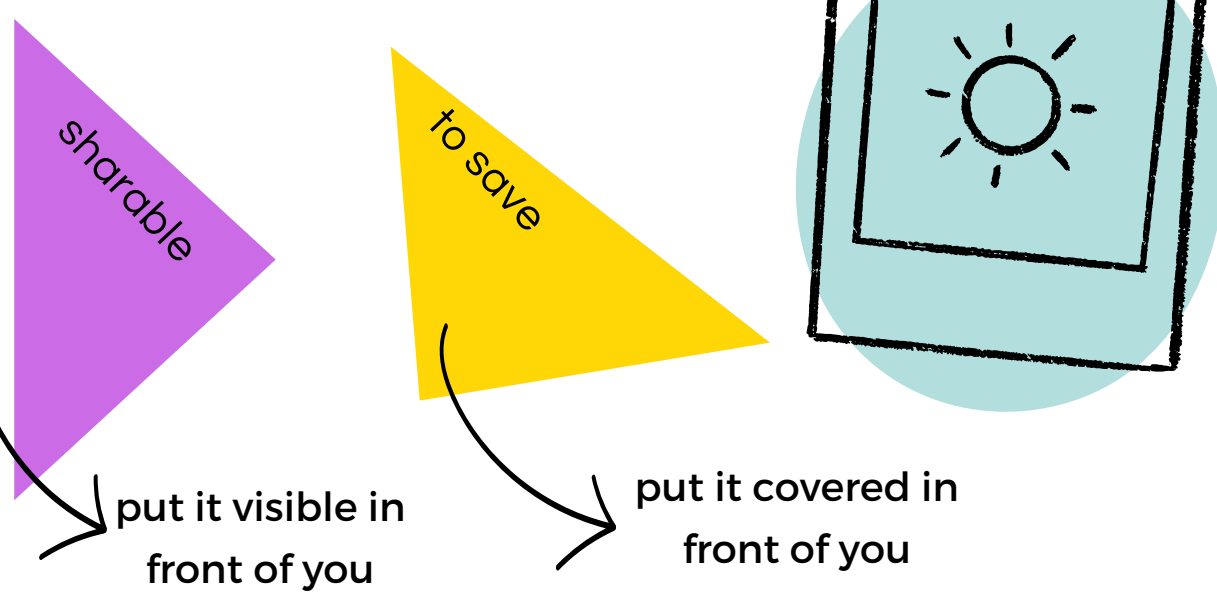 sharable
put it visible in
front of you
to save
put it covered in
front of you